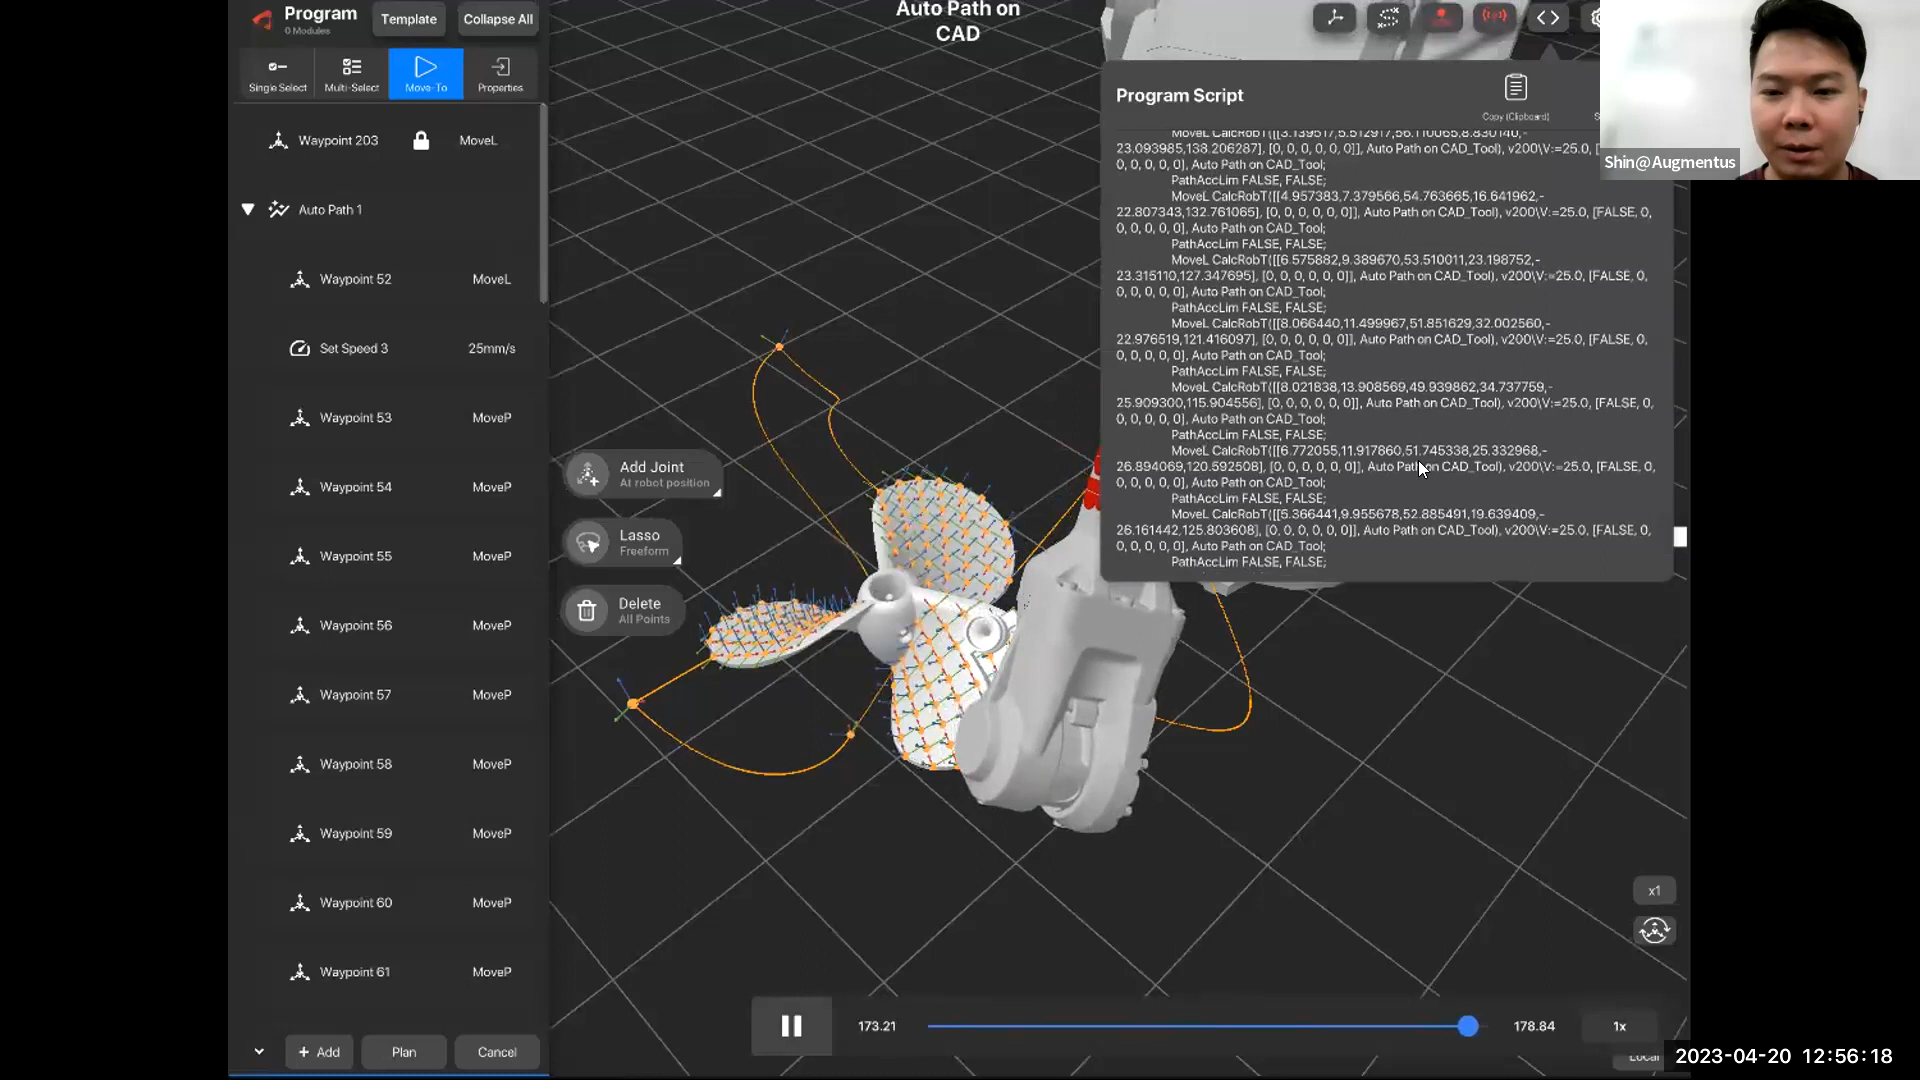 Program
0 Modules
Template
Collapse All
Single Select
Multi-Select
Move-To
Properties
Waypoint 203
MoveL
Auto Path 1
Waypoint 52
MoveL
Set Speed 3
25mm/s
Waypoint 53
MoveP
Waypoint 54
MoveP
Waypoint 55
MoveP
Waypoint 56
MoveP
Waypoint 57
MoveP
Waypoint 58
MoveP
Waypoint 59
MoveP
Waypoint 60
MoveP
Waypoint 61
MoveP
+ Add
Plan
Cancel
Auto Path on
CAD
Add Joint
At robot position
Lasso
Freeform
Delete
All Points
Program Script
Copy (Clipboard)
MoveL CalcRobT([[3.139517,5.512917,56.110065,8.830140,-
23.093985,138.206287], [0, 0, 0, 0, 0, 0]], Auto Path on CAD_Tool), v200\V:=25.0, [FALSE, 0,
0, 0, 0, 0, 0], Auto Path on CAD_Tool;
PathAccLim FALSE, FALSE;
MoveL CalcRobT([[4.957383,7.379566,54.763665,16.641962,-
22.807343,132.761065], [0, 0, 0, 0, 0, 0]], Auto Path on CAD_Tool), v200\V:=25.0, [FALSE, 0,
0, 0, 0, 0, 0], Auto Path on CAD_Tool;
PathAccLim FALSE, FALSE;
MoveL CalcRobT([[6.575882,9.389670,53.510011,23.198752,-
23.315110,127.347695], [0, 0, 0, 0, 0, 0]], Auto Path on CAD_Tool), v200\V:=25.0, [FALSE, 0,
0, 0, 0, 0, 0], Auto Path on CAD_Tool;
PathAccLim FALSE, FALSE;
MoveL CalcRobT([[8.066440,11.499967,51.851629,32.002560,-
22.976519,121.416097], [0, 0, 0, 0, 0, 0]], Auto Path on CAD_Tool), v200\V:=25.0, [FALSE, 0,
0, 0, 0, 0, 0], Auto Path on CAD_Tool;
PathAccLim FALSE, FALSE;
MoveL CalcRobT([[8.021838,13.908569,49.939862,34.737759,-
25.909300,115.904556], [0, 0, 0, 0, 0, 0]], Auto Path on CAD_Tool), v200\V:=25.0, [FALSE, 0,
0, 0, 0, 0, 0], Auto Path on CAD_Tool;
PathAccLim FALSE, FALSE;
MoveL CalcRobT([[6.772055,11.917860,51.745338,25.332968,-
26.894069,120.592508], [0, 0, 0, 0, 0, 0]], Auto Path on CAD_Tool), v200\V:=25.0, [FALSE, 0,
0, 0, 0, 0, 0], Auto Path on CAD_Tool;
PathAccLim FALSE, FALSE;
MoveL CalcRobT([[5.366441,9.955678,52.885491,19.639409,-
26.161442,125.803608], [0, 0, 0, 0, 0, 0]], Auto Path on CAD_Tool), v200\V:=25.0, [FALSE, 0,
0, 0, 0, 0, 0], Auto Path on CAD_Tool;
PathAccLim FALSE, FALSE;
Shin@Augmentus
x1
173.21
178.84
1x
Local
2023-04-20 12:56:18